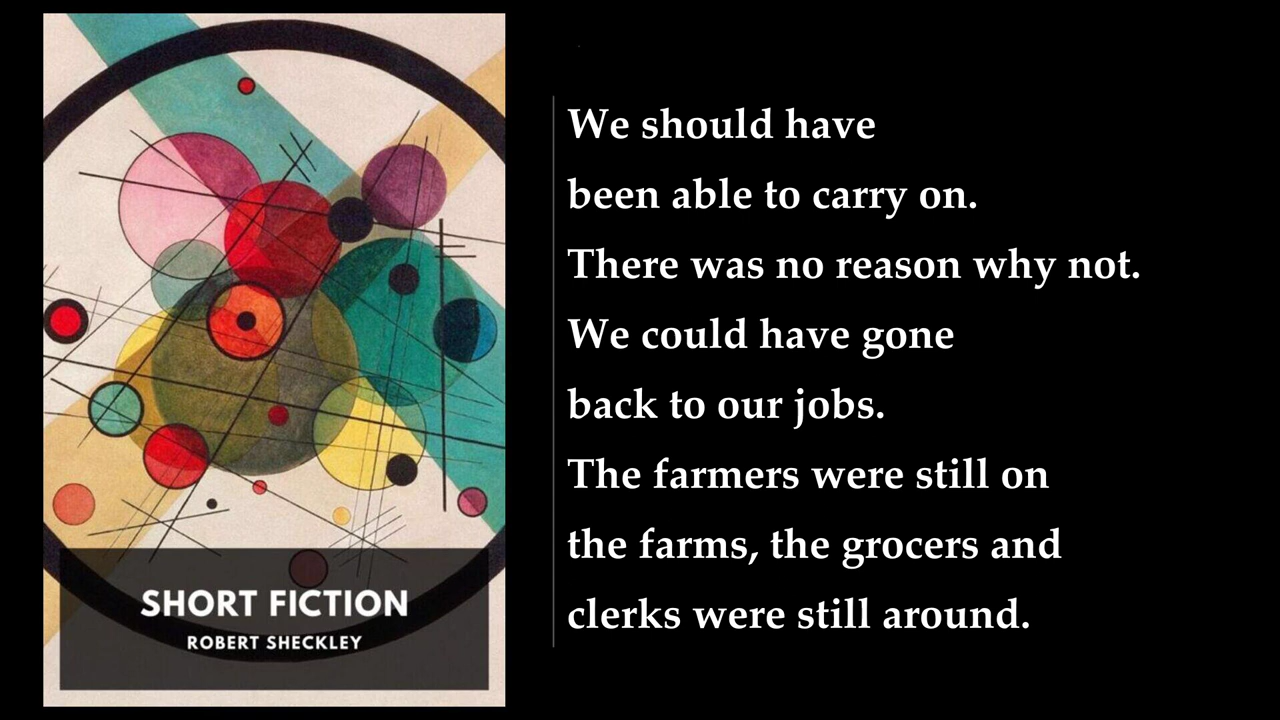 SHORT FICTION
ROBERT SHECKLEY
We should have
been able to carry on.
There was no reason why not.
We could have gone
back to our jobs.
The farmers were still on
the farms, the grocers and
clerks were still around.